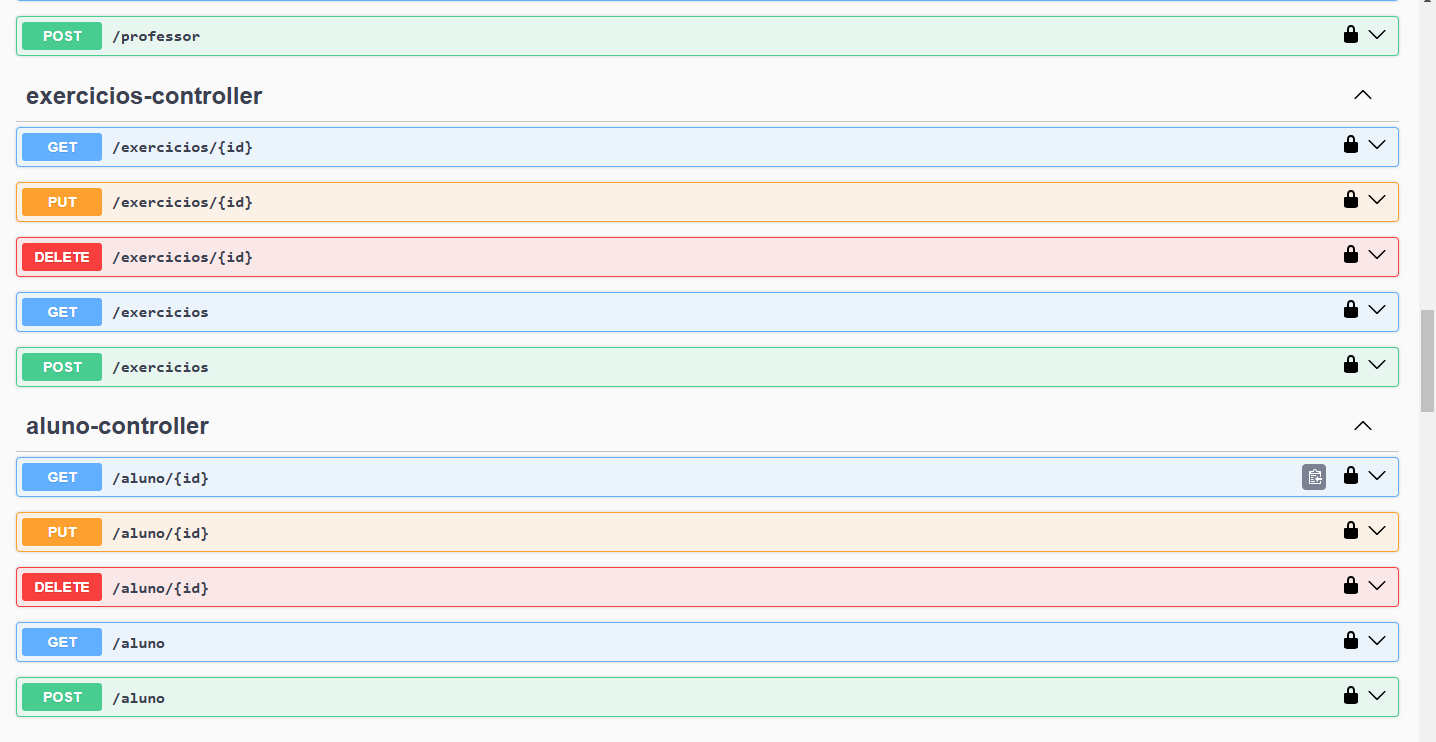 POST /professor
exercicios-controller
GET /exercicios/{id}
PUT /exercicios/{id}
DELETE /exercicios/{id}
GET /exercicios
POST /exercicios
aluno-controller
GET /aluno/{id}
PUT /aluno/{id}
DELETE /aluno/{id}
GET /aluno
POST /aluno